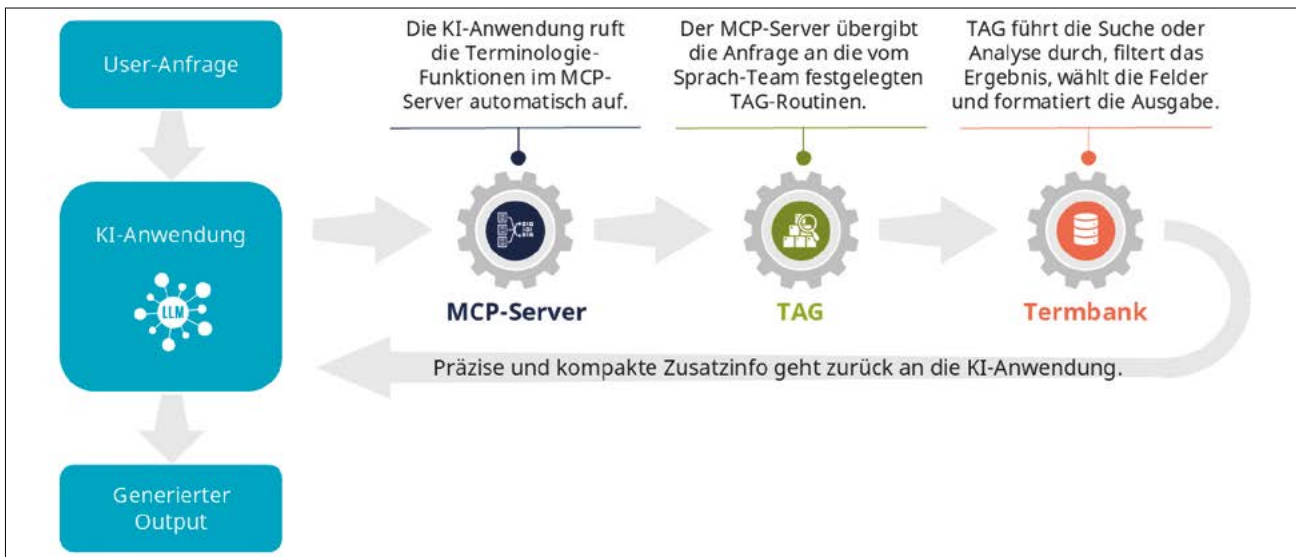 User-Anfrage
Die KI-Anwendung ruft
die Terminologie-
Funktionen im MCP-
Server automatisch auf.
Der MCP-Server übergibt
die Anfrage an die vom
Sprach-Team festgelegten
TAG-Routinen.
TAG führt die Suche oder
Analyse durch, filtert das
Ergebnis, wählt die Felder
und formatiert die Ausgabe.
KI-Anwendung
LLM
MCP-Server
TAG
Termbank
Präzise und kompakte Zusatzinfo geht zurück an die KI-Anwendung.
Generierter
Output